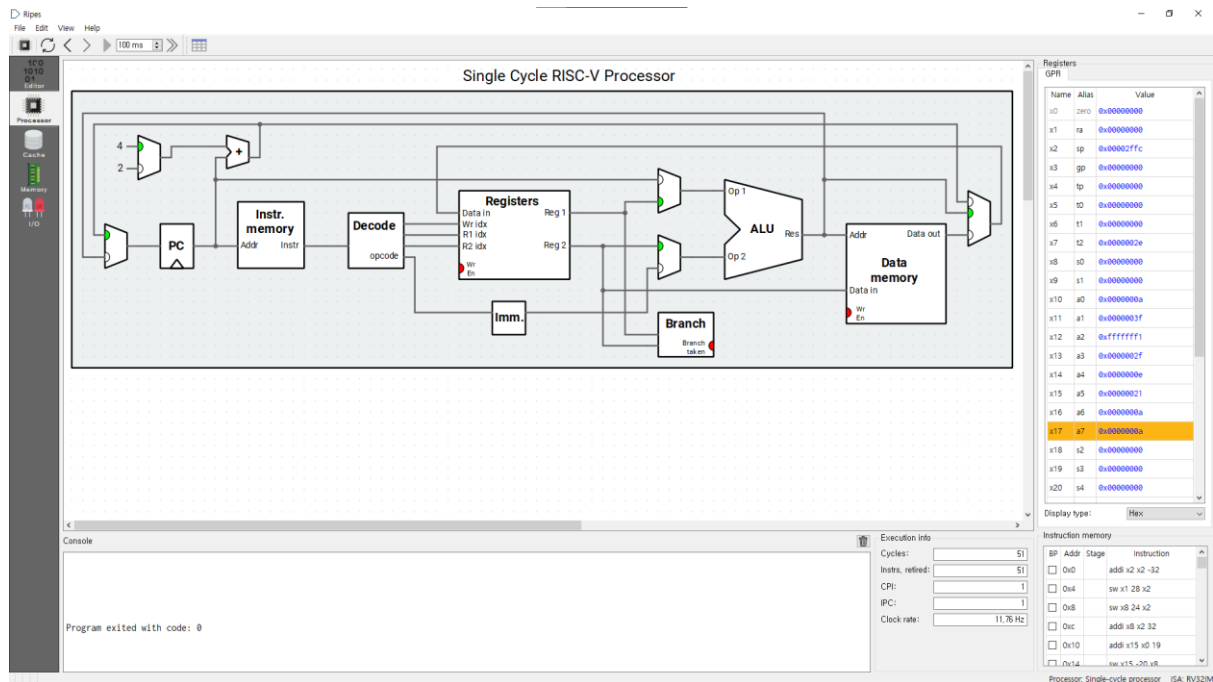 Ripes
File Edit View Help
100 ms
Editor
Processor
Cache
Memory
I/O
Single Cycle RISC-V Processor
4
2
+
PC
Instr. memory
Addr Instr
Decode
opcode
Registers
Data in Reg 1
Wr idx
R1 idx
R2 idx Reg 2
Wr En
Imm.
Op 1
ALU Res
Op 2
Branch
Branch taken
Addr Data out
Data memory
Data in
Wr En
Registers
GPR
Name Alias Value
x0 zero 0x00000000
x1 ra 0x00000000
x2 sp 0x00002ffc
x3 gp 0x00000000
x4 tp 0x00000000
x5 t0 0x00000000
x6 t1 0x00000000
x7 t2 0x0000002e
x8 s0 0x00000000
x9 s1 0x00000000
x10 a0 0x0000000a
x11 a1 0x0000003f
x12 a2 0xfffffff1
x13 a3 0x0000002f
x14 a4 0x0000000e
x15 a5 0x00000021
x16 a6 0x0000000a
x17 a7 0x0000000a
x18 s2 0x00000000
x19 s3 0x00000000
x20 s4 0x00000000
Display type: Hex
Console
Program exited with code: 0
Execution info
Cycles: 51
Instrs. retired: 51
CPI: 1
IPC: 1
Clock rate: 11.76 Hz
Instruction memory
BP Addr Stage Instruction
0x0 addi x2 x2 -32
0x4 sw x1 28 x2
0x8 sw x8 24 x2
0xc addi x8 x2 32
0x10 addi x15 x0 19
0x14 sw x15 -20 x8
Processor: Single-cycle processor ISA: RV32IM